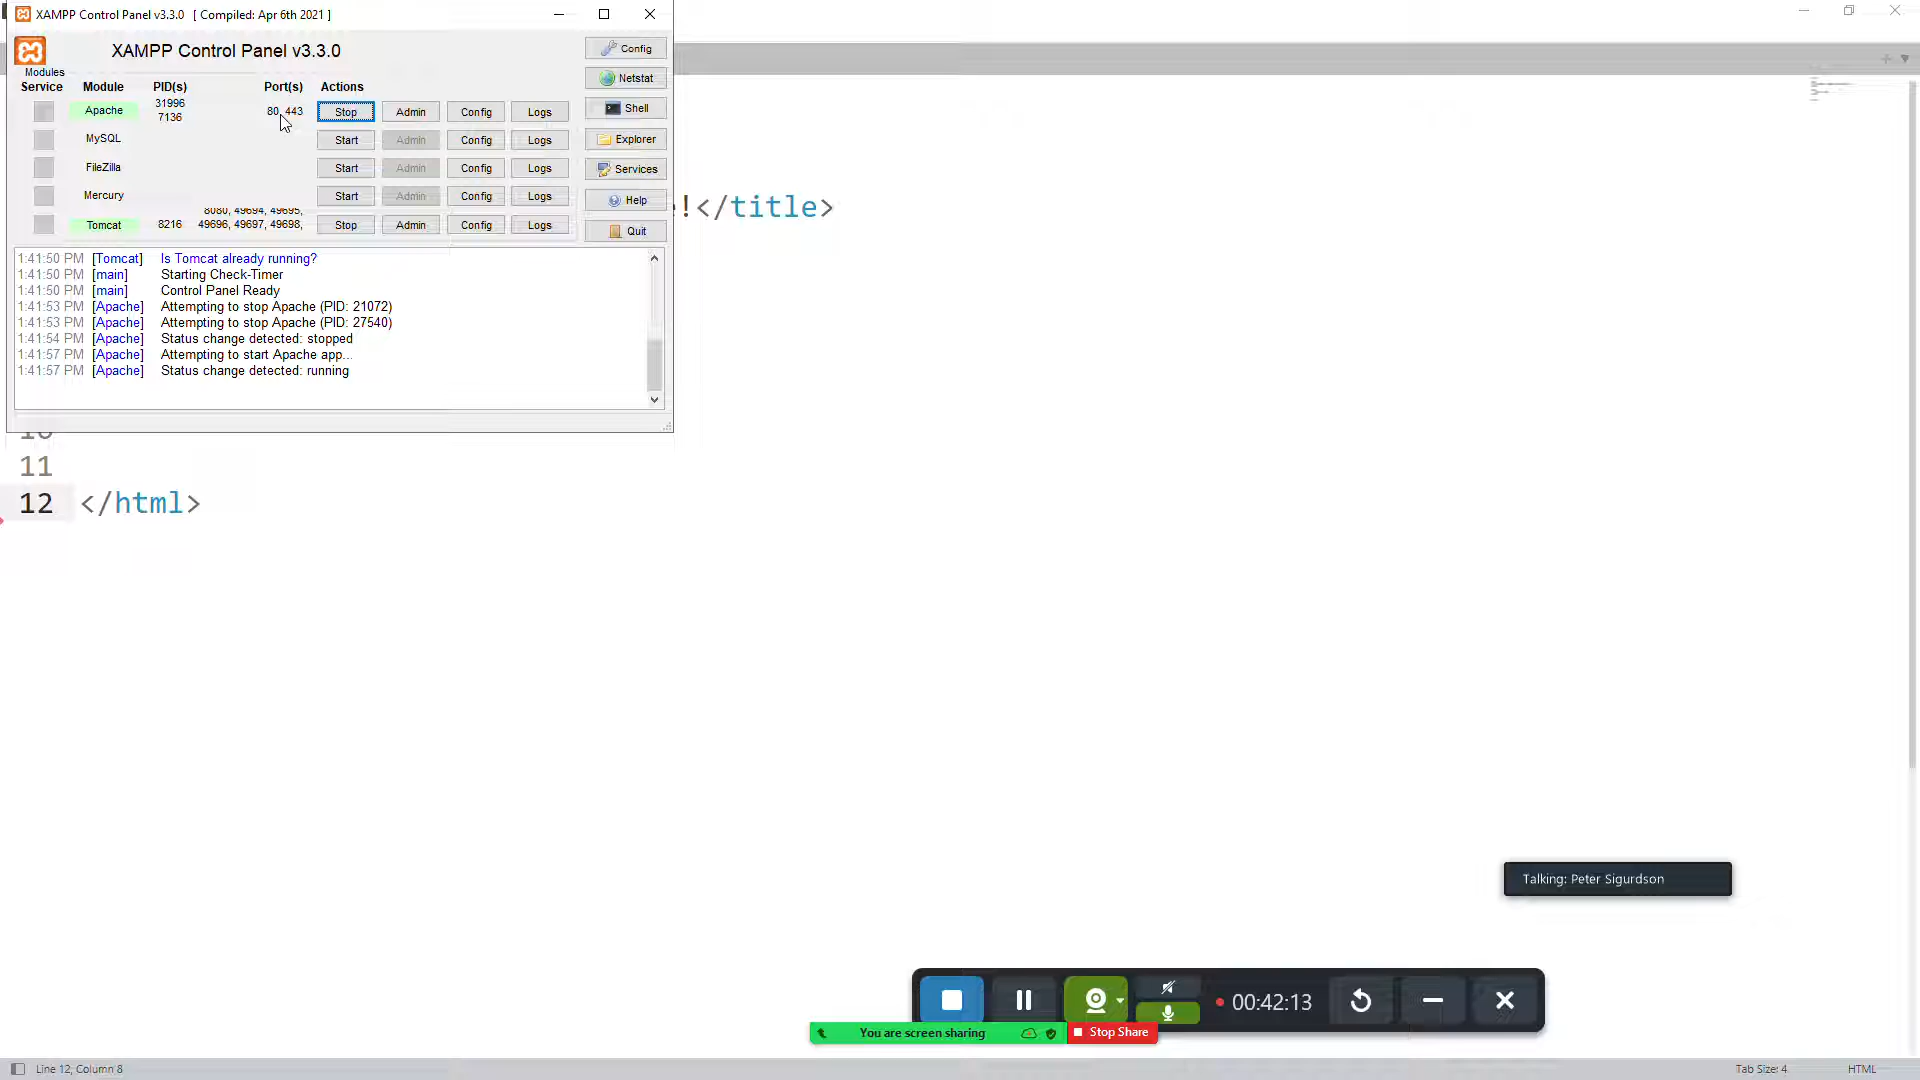 XAMPP Control Panel v3.3.0 [ Compiled: Apr 6th 2021 ]
XAMPP Control Panel v3.3.0
Config
Modules
Service Module PID(s) Port(s) Actions
Netstat
Apache 31996 7136 80, 443 Stop Admin Config Logs
Shell
MySQL Start Admin Config Logs
Explorer
FileZilla Start Admin Config Logs
Services
Mercury Start Admin Config Logs
Help
8080, 49694, 49695,
Tomcat 8216 49696, 49697, 49698, Stop Admin Config Logs
Quit
!</title>
1:41:50 PM [Tomcat] Is Tomcat already running?
1:41:50 PM [main] Starting Check-Timer
1:41:50 PM [main] Control Panel Ready
1:41:53 PM [Apache] Attempting to stop Apache (PID: 21072)
1:41:53 PM [Apache] Attempting to stop Apache (PID: 27540)
1:41:54 PM [Apache] Status change detected: stopped
1:41:57 PM [Apache] Attempting to start Apache app...
1:41:57 PM [Apache] Status change detected: running
10
11
12 </html>
Talking: Peter Sigurdson
00:42:13
You are screen sharing Stop Share
Line 12, Column 8 Tab Size: 4 HTML